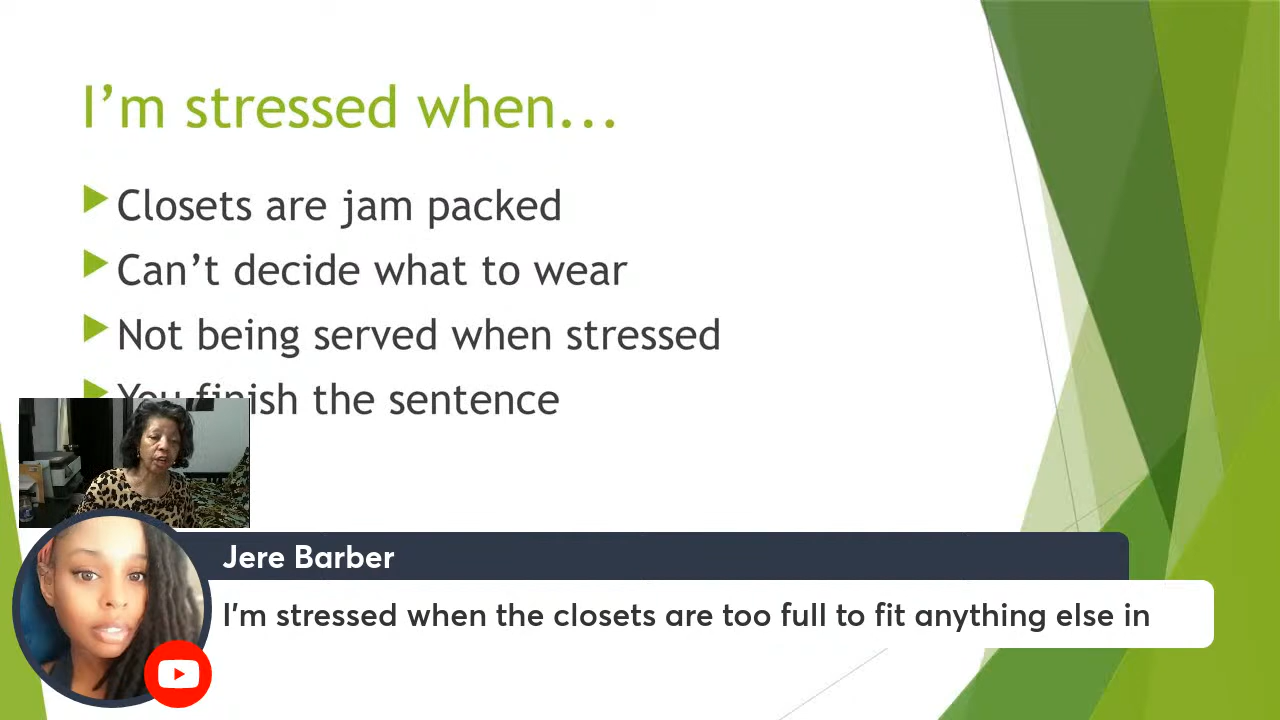 I’m stressed when...
Closets are jam packed
Can’t decide what to wear
Not being served when stressed
You finish the sentence
Jere Barber
I'm stressed when the closets are too full to fit anything else in